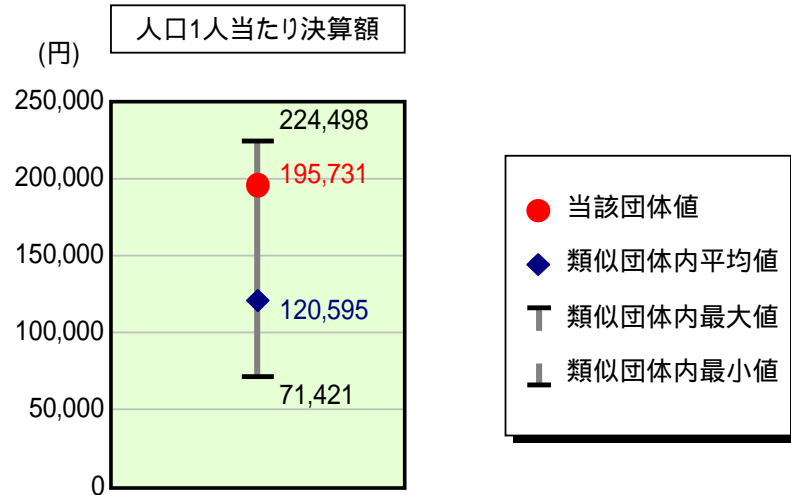 人口1人当たり決算額
(円)
250,000
224,498
200,000
195,731
150,000
120,595
100,000
71,421
50,000
0
当該団体値
類似団体内平均値
類似団体内最大値
類似団体内最小値